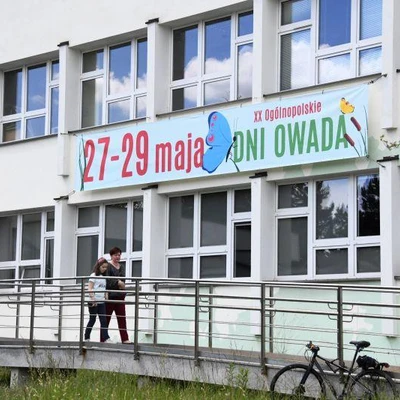 27-29 maja
XX Ogólnopolskie
DNI OWADA